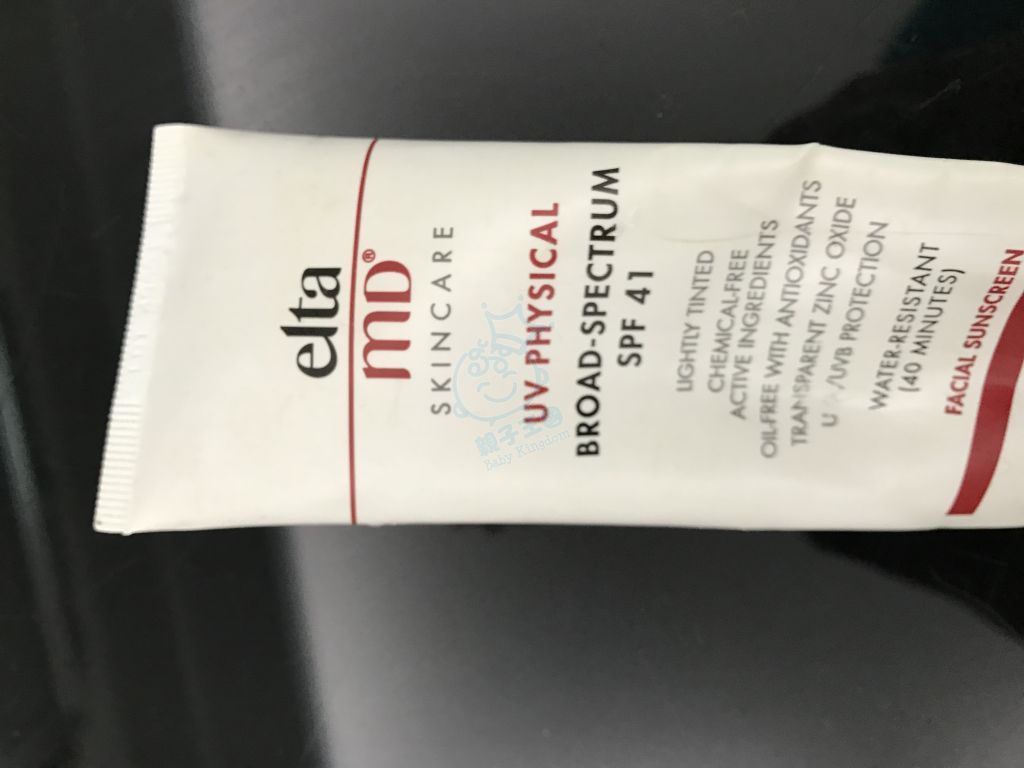 elta
MD®
SKINCARE
UV PHYSICAL
BROAD-SPECTRUM
SPF 41
LIGHTLY TINTED
CHEMICAL-FREE
ACTIVE INGREDIENTS
OIL-FREE WITH ANTIOXIDANTS
TRANSPARENT ZINC OXIDE
/UVB PROTECTION
WATER-RESISTANT
(40 MINUTES)
FACIAL SUNSCREEN
親子王國
Baby Kingdom